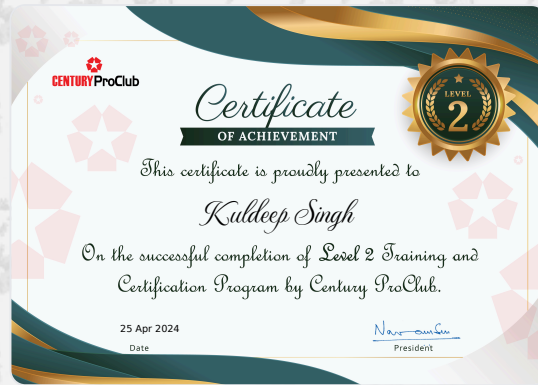 CENTURY ProClub
LEVEL
2
Certificate
OF ACHIEVEMENT
This certificate is proudly presented to
Kuldeep Singh
On the successful completion of Level 2 Training and
Certification Program by Century ProClub.
25 Apr 2024
Date
President